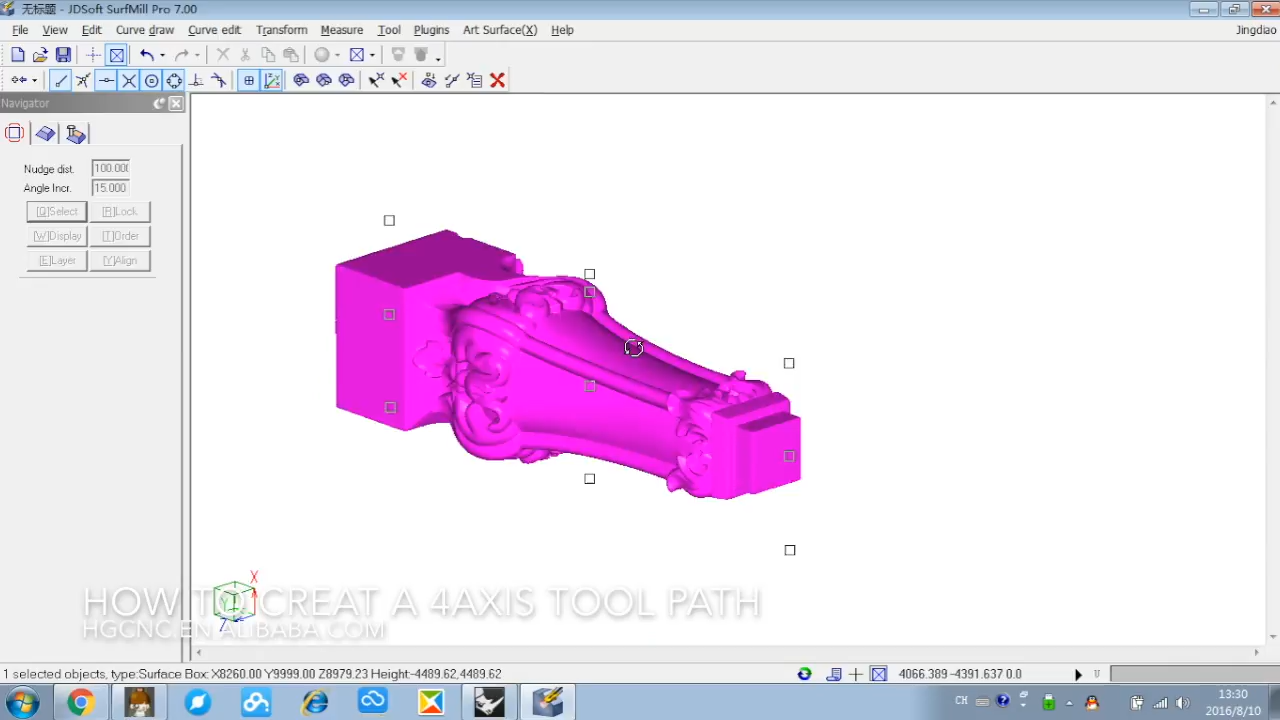 无标题 - JDSoft SurfMill Pro 7.00
File View Edit Curve draw Curve edit Transform Measure Tool Plugins Art Surface(X) Help Jingdiao
Navigator
Nudge dist. 100.00
Angle Incr. 15.000
[Q]Select [R]Lock
[W]Display [T]Order
[E]Layer [Y]Align
X
HOW TO CREAT A 4AXIS TOOL PATH
HGCNC.EN ALIBABA COM
1 selected objects, type:Surface Box:X8260.00 Y9999.00 Z8979.23 Height:-4489.62,4489.62
4066.389 -4391.637 0.0
CH
13:30
2016/8/10